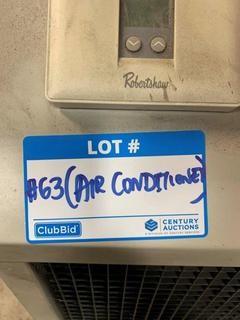 Robertshaw
LOT #
#63 (AIR CONDITIONER)
ClubBid
CENTURY
AUCTIONS